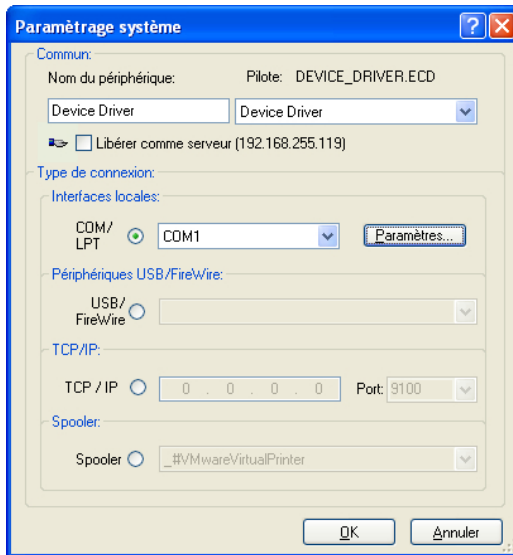 Paramètrage système
Commun:
Nom du périphérique: Pilote: DEVICE_DRIVER.ECD
Device Driver Device Driver
Libérer comme serveur (192.168.255.119)
Type de connexion:
Interfaces locales:
COM/
LPT COM1 Paramètres...
Périphériques USB/FireWire:
USB/
FireWire
TCP/IP:
TCP / IP 0 . 0 . 0 . 0 Port: 9100
Spooler:
Spooler _#VMwareVirtualPrinter
OK Annuler